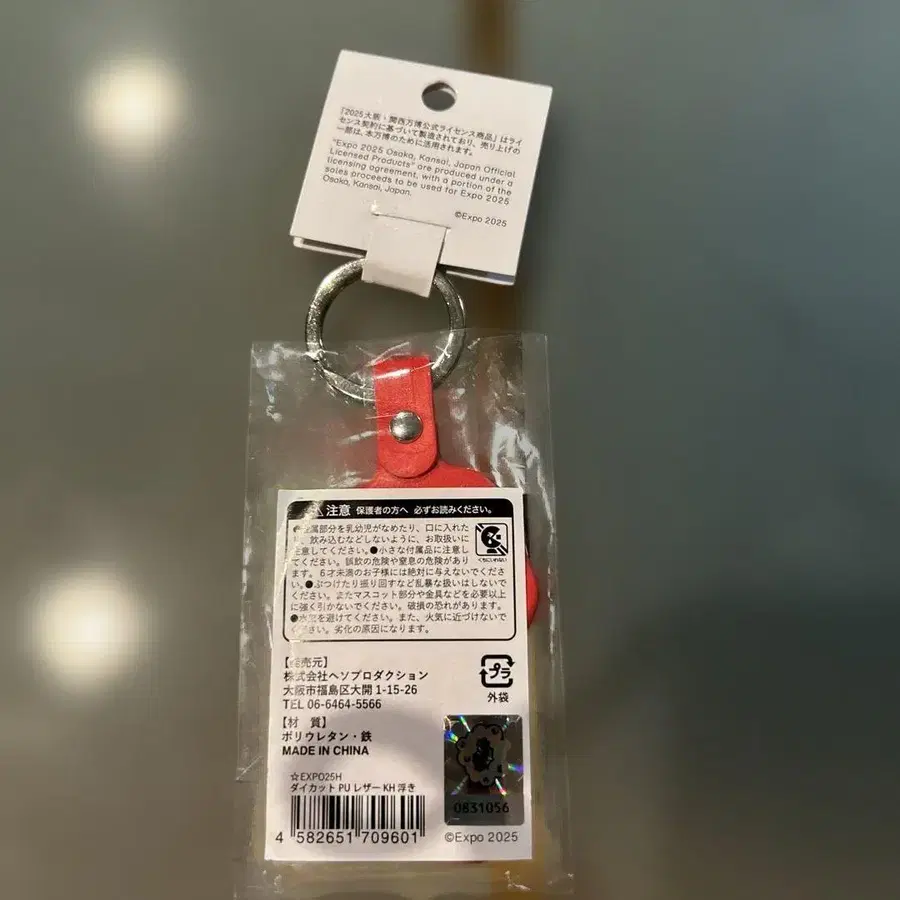 「2025大阪・関西万博公式ライセンス商品」はライ
センス契約に基づいて製造されており、売り上げの
一部は、本万博のために活用されます。
"Expo 2025 Osaka, Kansai, Japan Official
Licensed Products" are produced under a
licensing agreement, with a portion of the
sales proceeds to be used for Expo 2025
Osaka, Kansai, Japan.
©Expo 2025
注意 保護者の方へ 必ずお読みください。
属部分を乳幼児がなめたり、口に入れた
、飲み込むなどしないように、お取扱いに
注意してください。●小さな付属品に注意し
てください。誤飲の危険や窒息の危険があり
ます。6才未満のお子様には絶対に与えないでくださ
い。●ぶつけたり振り回すなど乱暴な扱いはしないで
ください。またマスコット部分や金具などを必要以上
に強く引かないでください。破損の恐れがあります。
を避けてください。また、火気に近づけないで
ください。劣化の原因になります。
くちにいれない
売元】
株式会社ヘソプロダクション
大阪市福島区大開 1-15-26
TEL 06-6464-5566
プラ
外袋
【材 質】
ポリウレタン・鉄
MADE IN CHINA
☆EXPO25H
ダイカット PU レザー KH 浮き
0831056
4 582651 709601
©Expo 2025